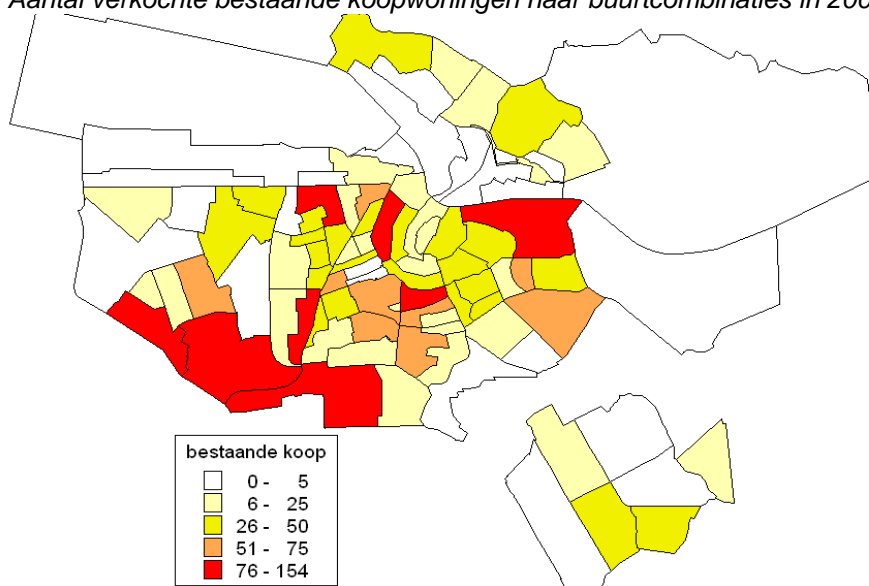 Aantal verkochte bestaande koopwoningen naar buurtcombinaties in
bestaande koop
0 - 5
6 - 25
26 - 50
51 - 75
76 - 154